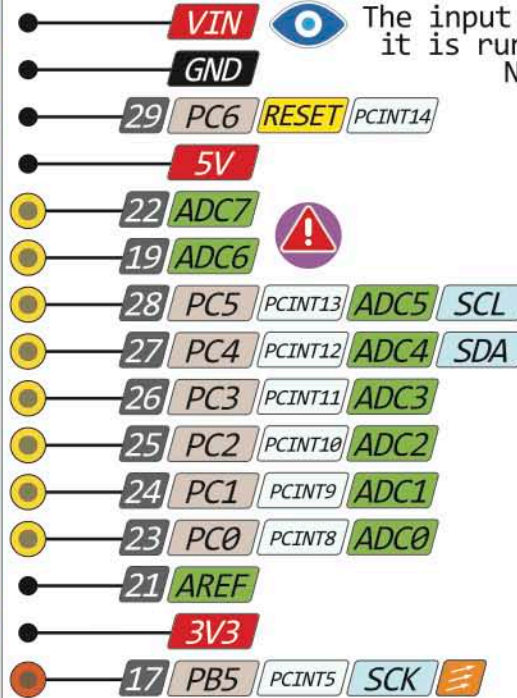 VIN The input
it is run
GND N
29 PC6 RESET PCINT14
5V
22 ADC7
19 ADC6
28 PC5 PCINT13 ADC5 SCL
27 PC4 PCINT12 ADC4 SDA
26 PC3 PCINT11 ADC3
25 PC2 PCINT10 ADC2
24 PC1 PCINT9 ADC1
23 PC0 PCINT8 ADC0
21 AREF
3V3
17 PB5 PCINT5 SCK